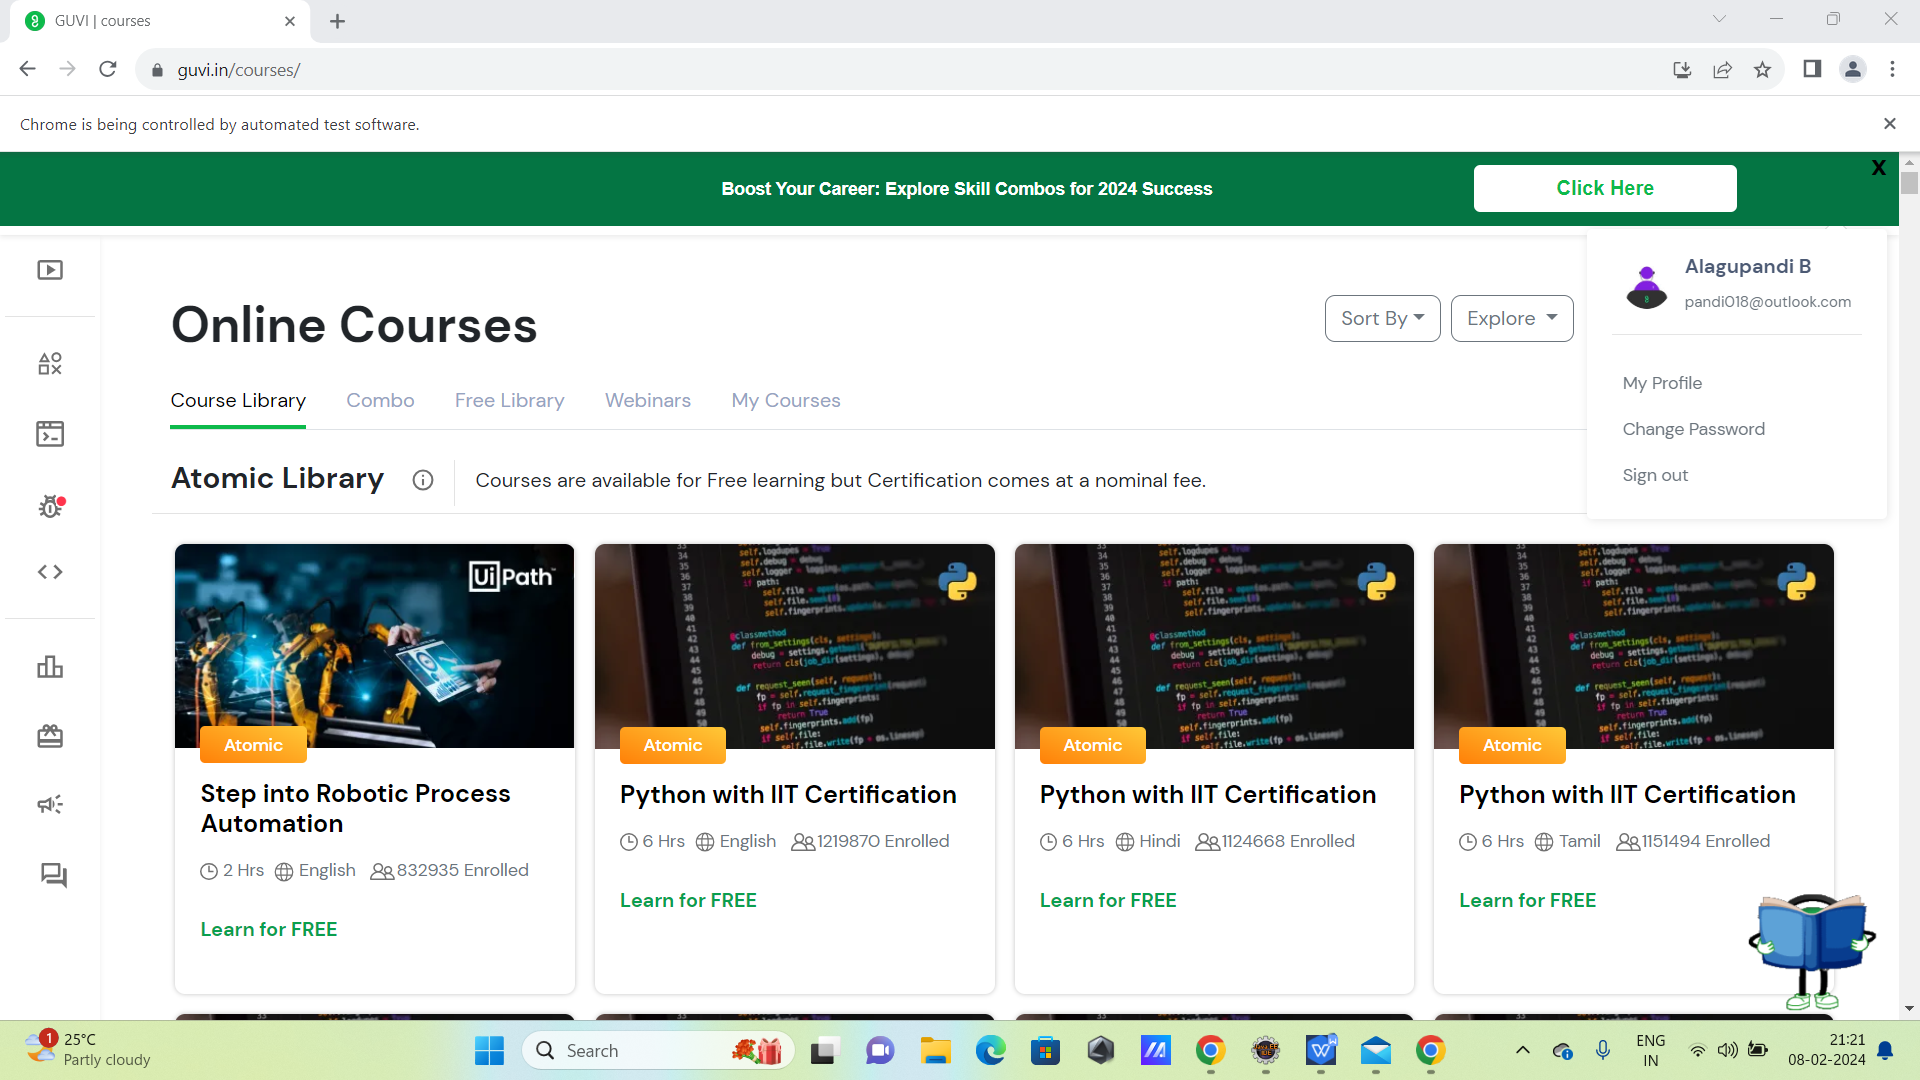 GUVI | courses
guvi.in/courses/
Chrome is being controlled by automated test software.
Boost Your Career: Explore Skill Combos for 2024 Success
Click Here
X
Alagupandi B
pandi018@outlook.com
My Profile
Change Password
Sign out
Online Courses
Sort By
Explore
Course Library
Combo
Free Library
Webinars
My Courses
Atomic Library
Courses are available for Free learning but Certification comes at a nominal fee.
UiPath
Atomic
Step into Robotic Process
Automation
2 Hrs English 832935 Enrolled
Learn for FREE
Atomic
Python with IIT Certification
6 Hrs English 1219870 Enrolled
Learn for FREE
Atomic
Python with IIT Certification
6 Hrs Hindi 1124668 Enrolled
Learn for FREE
Atomic
Python with IIT Certification
6 Hrs Tamil 1151494 Enrolled
Learn for FREE
1
25°C
Partly cloudy
Search
ENG
IN
21:21
08-02-2024